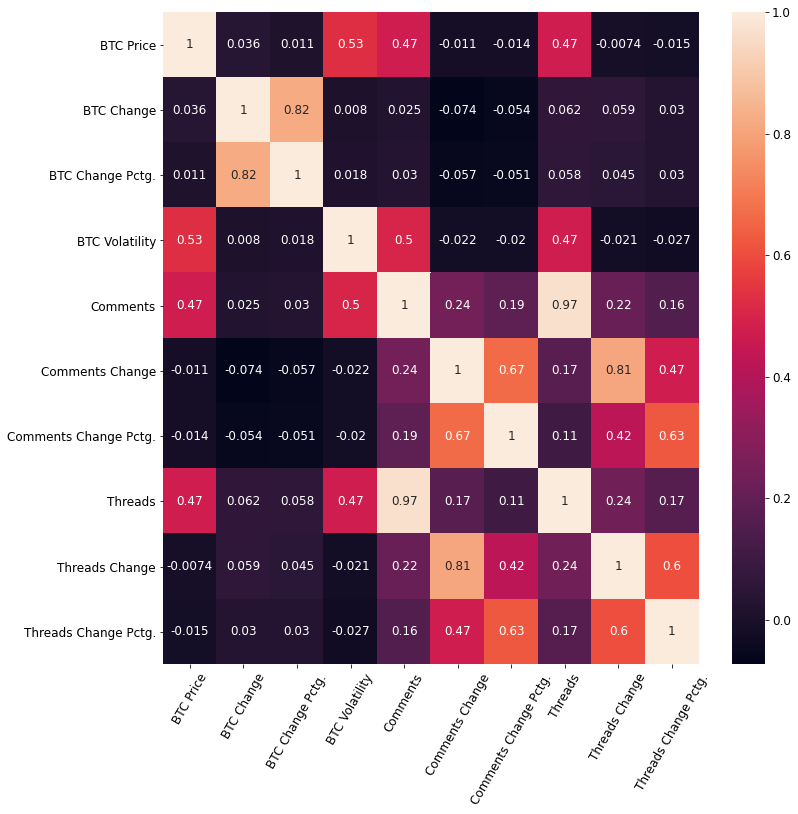 BTC Price 1 0.036 0.011 0.53 0.47 -0.011 -0.014 0.47 -0.0074 -0.015
BTC Change 0.036 1 0.82 0.008 0.025 -0.074 -0.054 0.062 0.059 0.03
BTC Change Pctg. 0.011 0.82 1 0.018 0.03 -0.057 -0.051 0.058 0.045 0.03
BTC Volatility 0.53 0.008 0.018 1 0.5 -0.022 -0.02 0.47 -0.021 -0.027
Comments 0.47 0.025 0.03 0.5 1 0.24 0.19 0.97 0.22 0.16
Comments Change -0.011 -0.074 -0.057 -0.022 0.24 1 0.67 0.17 0.81 0.47
Comments Change Pctg. -0.014 -0.054 -0.051 -0.02 0.19 0.67 1 0.11 0.42 0.63
Threads 0.47 0.062 0.058 0.47 0.97 0.17 0.11 1 0.24 0.17
Threads Change -0.0074 0.059 0.045 -0.021 0.22 0.81 0.42 0.24 1 0.6
Threads Change Pctg. -0.015 0.03 0.03 -0.027 0.16 0.47 0.63 0.17 0.6 1
BTC Price
BTC Change
BTC Change Pctg.
BTC Volatility
Comments
Comments Change
Comments Change Pctg.
Threads
Threads Change
Threads Change Pctg.
1.0
0.8
0.6
0.4
0.2
0.0